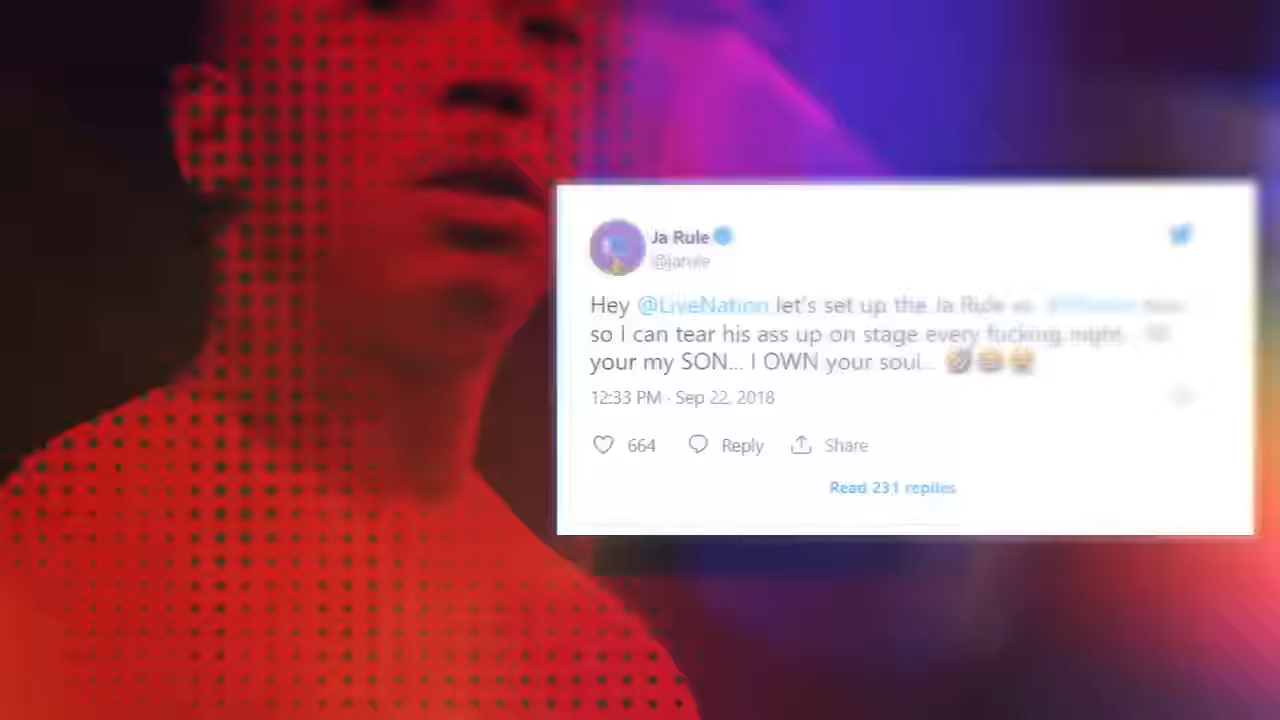 Ja Rule
@jarule
Hey @LiveNation let's set up the Ja Rule vs.
so I can tear his ass up on stage every fucking night
your my SON... I OWN your soul...
12:33 PM · Sep 22, 2018
664 Reply Share
Read 231 replies